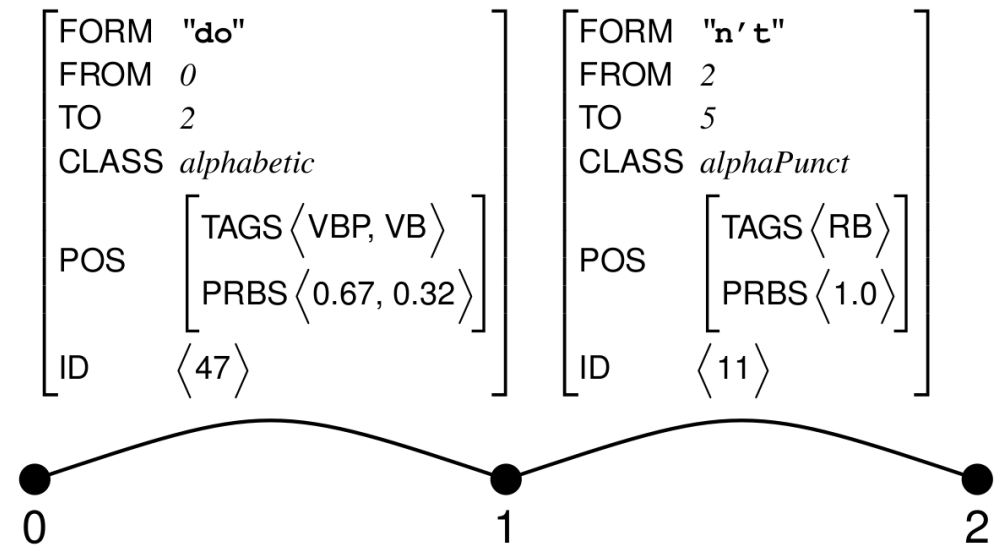 FORM "do"
FROM 0
TO 2
CLASS alphabetic
POS
TAGS ⟨VBP, VB⟩
PRBS ⟨0.67, 0.32⟩
ID ⟨47⟩
FORM "n't"
FROM 2
TO 5
CLASS alphaPunct
POS
TAGS ⟨RB⟩
PRBS ⟨1.0⟩
ID ⟨11⟩
0 1 2